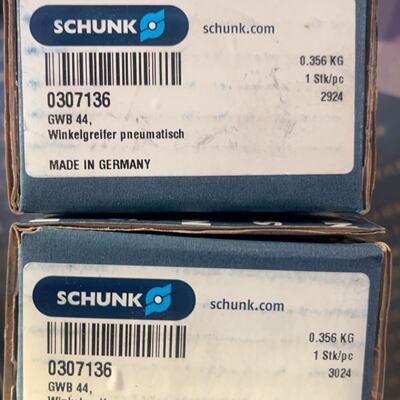 SCHUNK schunk.com
0.356 KG
1 Stk/pc
0307136 2924
GWB 44,
Winkelgreifer pneumatisch
MADE IN GERMANY
SCHUNK schunk.com
0.356 KG
1 Stk/pc
0307136 3024
GWB 44,